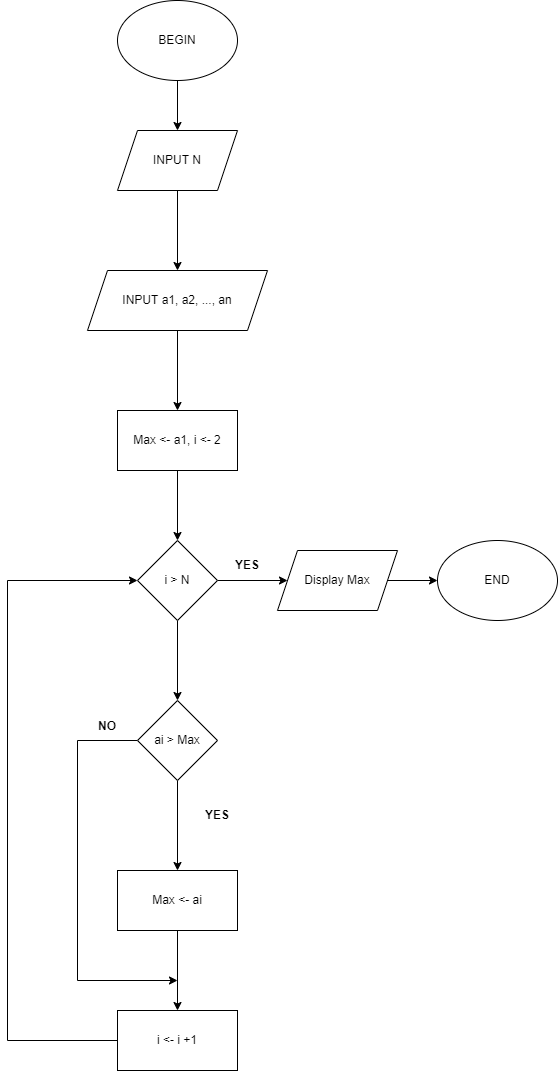 BEGIN
INPUT N
INPUT a1, a2, ..., an
Max <- a1, i <- 2
i > N
YES
Display Max
END
NO
ai > Max
YES
Max <- ai
i <- i +1